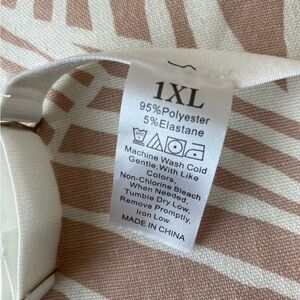 1XL
95%Polyester
5%Elastane
Machine Wash Cold
Gentle, With Like
Colors,
Non-Chlorine Bleach
When Needed,
Tumble Dry Low,
Remove Promptly,
Iron Low
MADE IN CHINA